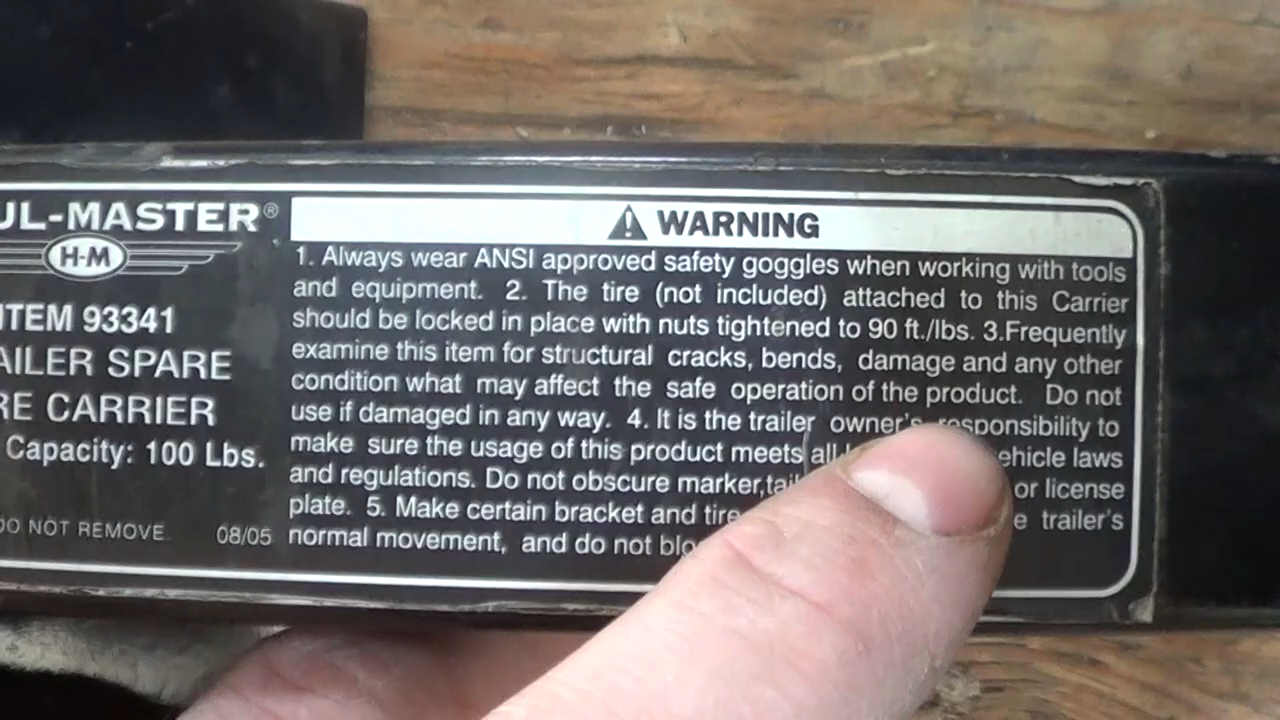 UL-MASTER®
H-M
ITEM 93341
AILER SPARE
RE CARRIER
Capacity: 100 Lbs.
DO NOT REMOVE. 08/05
WARNING
1. Always wear ANSI approved safety goggles when working with tools
and equipment. 2. The tire (not included) attached to this Carrier
should be locked in place with nuts tightened to 90 ft./lbs. 3.Frequently
examine this item for structural cracks, bends, damage and any other
condition what may affect the safe operation of the product. Do not
use if damaged in any way. 4. It is the trailer owner's responsibility to
make sure the usage of this product meets all ehicle laws
and regulations. Do not obscure marker,tail or license
plate. 5. Make certain bracket and tire e trailer's
normal movement, and do not blo